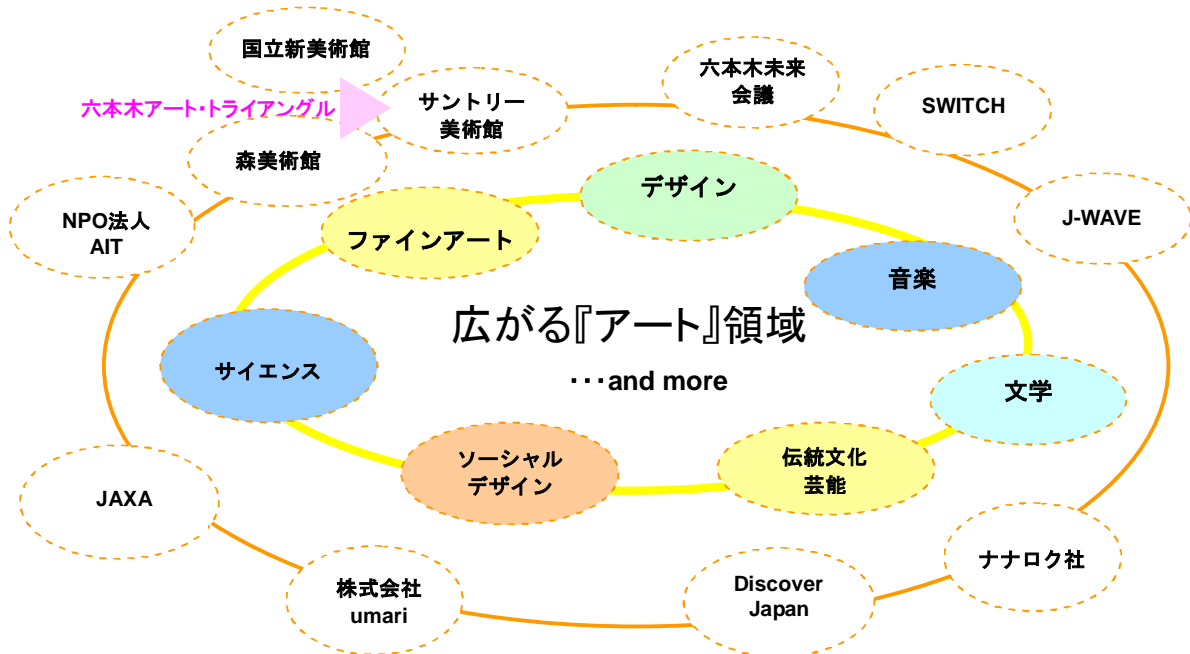 国立新美術館
六本木アート・トライアングル
サントリー
美術館
六本木未来
会議
SWITCH
森美術館
NPO法人
AIT
J-WAVE
デザイン
ファインアート
音楽
広がる『アート』領域
・・・and more
サイエンス
文学
ソーシャル
デザイン
伝統文化
芸能
JAXA
ナナロク社
株式会社
umari
Discover
Japan